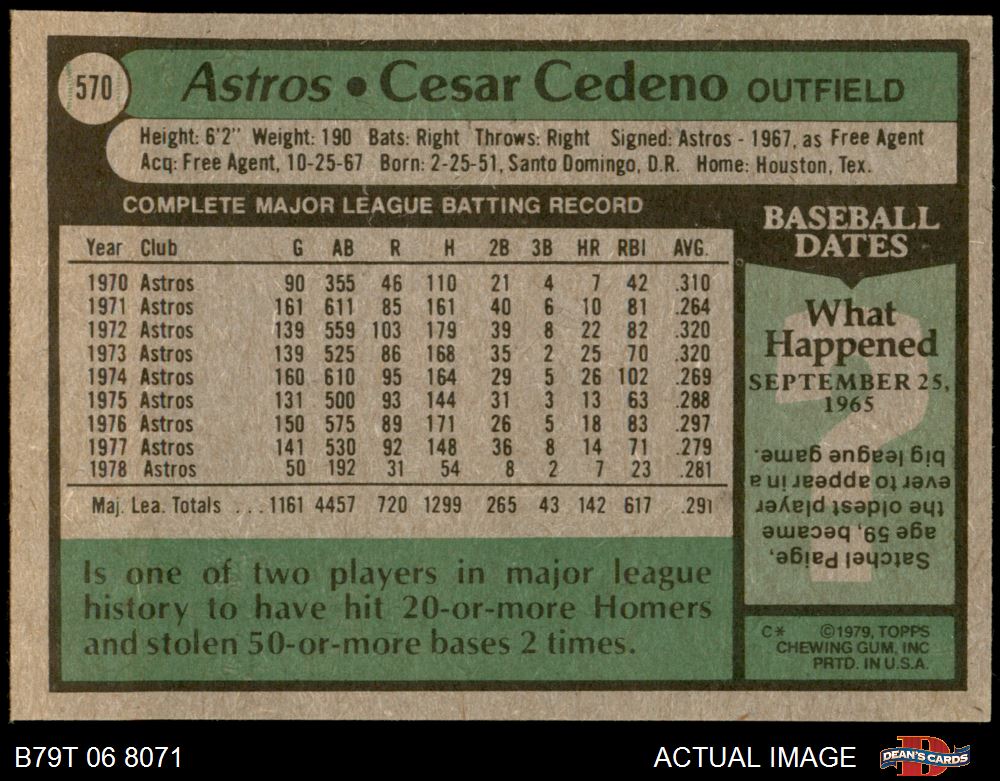 570
Astros • Cesar Cedeno OUTFIELD
Height: 6'2" Weight: 190 Bats: Right Throws: Right Signed: Astros - 1967, as Free Agent
Acq: Free Agent, 10-25-67 Born: 2-25-51, Santo Domingo, D.R. Home: Houston, Tex.
COMPLETE MAJOR LEAGUE BATTING RECORD
Year Club G AB R H 2B 3B HR RBI AVG.
1970 Astros 90 355 46 110 21 4 7 42 .310
1971 Astros 161 611 85 161 40 6 10 81 .264
1972 Astros 139 559 103 179 39 8 22 82 .320
1973 Astros 139 525 86 168 35 2 25 70 .320
1974 Astros 160 610 95 164 29 5 26 102 .269
1975 Astros 131 500 93 144 31 3 13 63 .288
1976 Astros 150 575 89 171 26 5 18 83 .297
1977 Astros 141 530 92 148 36 8 14 71 .279
1978 Astros 50 192 31 54 8 2 7 23 .281
Maj. Lea. Totals ... 1161 4457 720 1299 265 43 142 617 .291
Is one of two players in major league
history to have hit 20-or-more Homers
and stolen 50-or-more bases 2 times.
BASEBALL
DATES
What
Happened
SEPTEMBER 25,
1965
Satchel Paige,
age 59, became
the oldest player
ever to appear in a
big league game.
C* ©1979, TOPPS
CHEWING GUM, INC
PRTD. IN U.S.A.
B79T 06 8071
ACTUAL IMAGE
DEAN'S CARDS